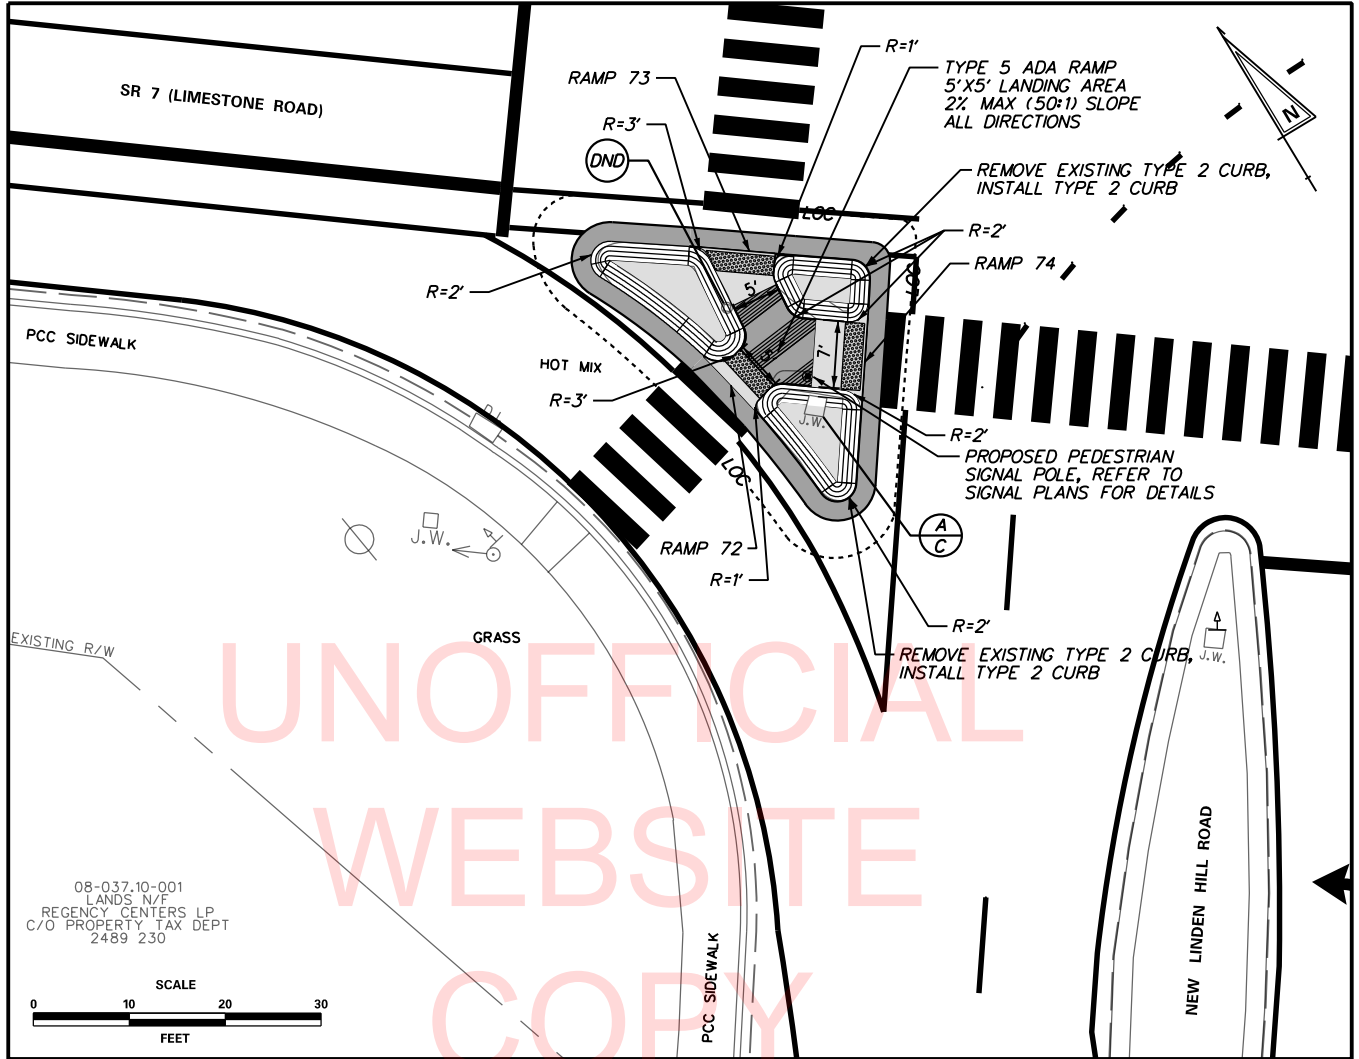 SR 7 (LIMESTONE ROAD)
RAMP 73
R=1'
TYPE 5 ADA RAMP
5'X5' LANDING AREA
2% MAX (50:1) SLOPE
ALL DIRECTIONS
N
R=3'
DND
REMOVE EXISTING TYPE 2 CURB,
INSTALL TYPE 2 CURB
LOC
R=2'
RAMP 74
LOC
R=2'
5'
PCC SIDEWALK
HOT MIX
5'
7'
R=3'
J.W.
R=2'
PROPOSED PEDESTRIAN
SIGNAL POLE, REFER TO
SIGNAL PLANS FOR DETAILS
D.I.
LOC
A
C
J.W.
RAMP 72
R=1'
R=2'
REMOVE EXISTING TYPE 2 CURB,
INSTALL TYPE 2 CURB
J.W.
EXISTING R/W
GRASS
UNOFFICIAL
WEBSITE
COPY
08-037.10-001
LANDS N/F
REGENCY CENTERS LP
C/O PROPERTY TAX DEPT
2489 230
PCC SIDEWALK
NEW LINDEN HILL ROAD
SCALE
0 10 20 30
FEET